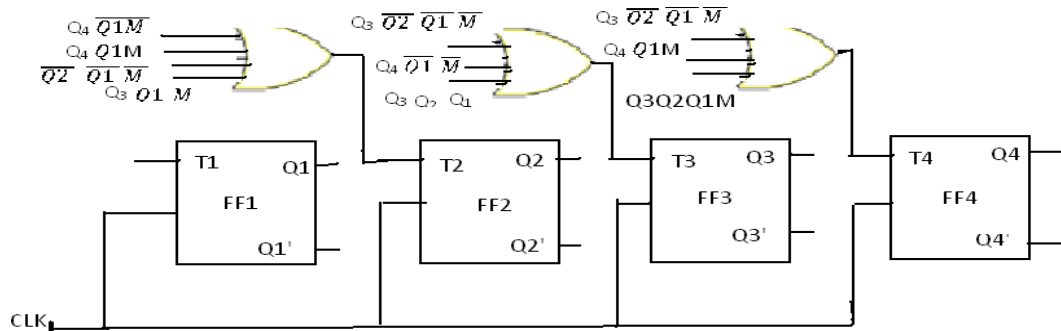 Q₄ Q̅1̅M̅
Q₄ Q1M
Q̅2̅ Q̅1̅ M̅
Q₃ Q1 M
Q₃ Q̅2̅ Q̅1̅ M̅
Q₄ Q̅1̅ M̅
Q₃ Q₂ Q₁
Q₃ Q̅2̅ Q̅1̅ M̅
Q₄ Q1M
Q3Q2Q1M
T1 Q1
FF1
Q1'
T2 Q2
FF2
Q2'
T3 Q3
FF3
Q3'
T4 Q4
FF4
Q4'
CLK